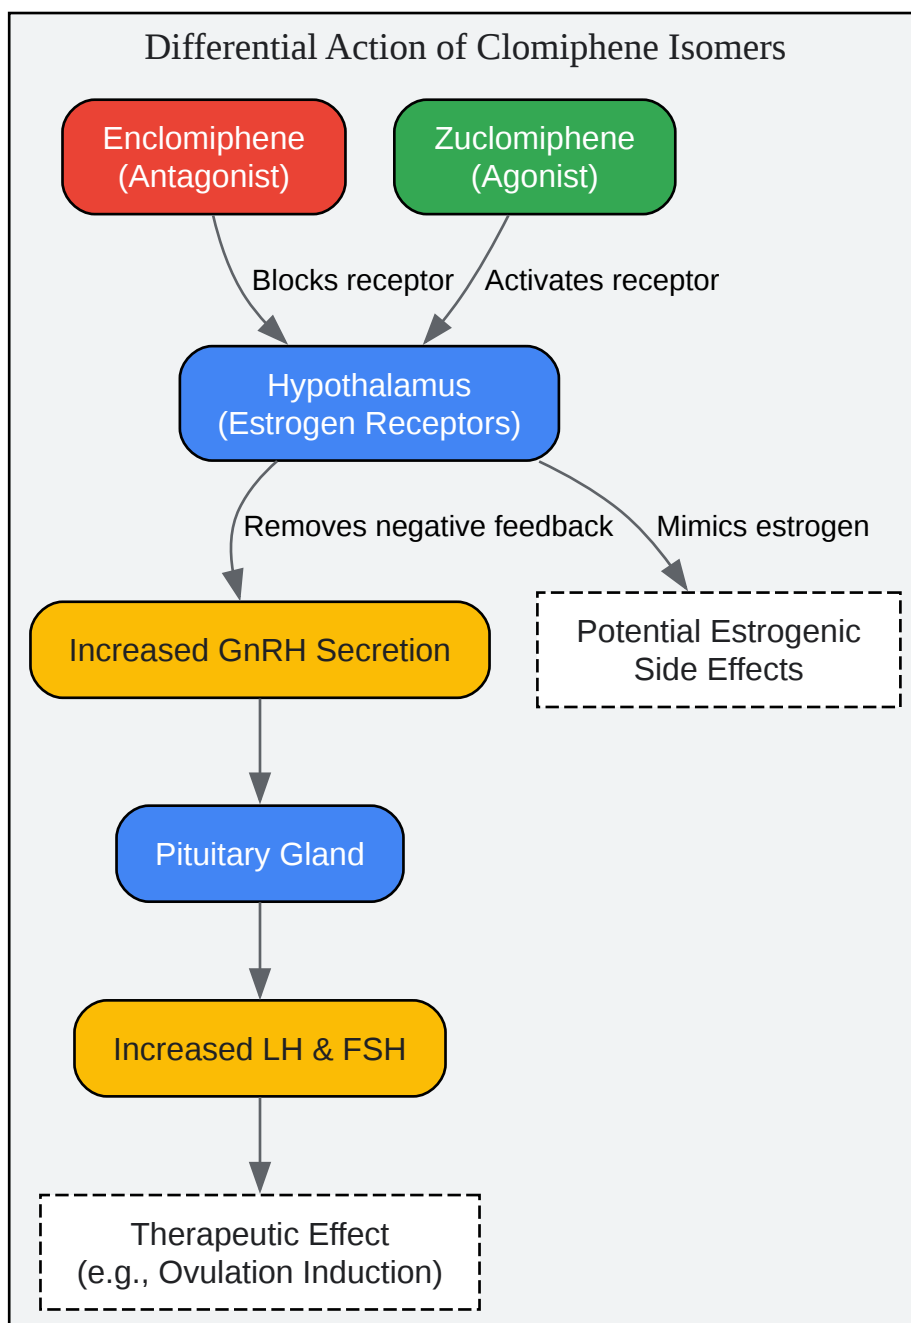 Differential Action of Clomiphene Isomers
Enclomiphene
(Antagonist)
Zuclomiphene
(Agonist)
Blocks receptor
Activates receptor
Hypothalamus
(Estrogen Receptors)
Removes negative feedback
Mimics estrogen
Increased GnRH Secretion
Potential Estrogenic
Side Effects
Pituitary Gland
Increased LH & FSH
Therapeutic Effect
(e.g., Ovulation Induction)